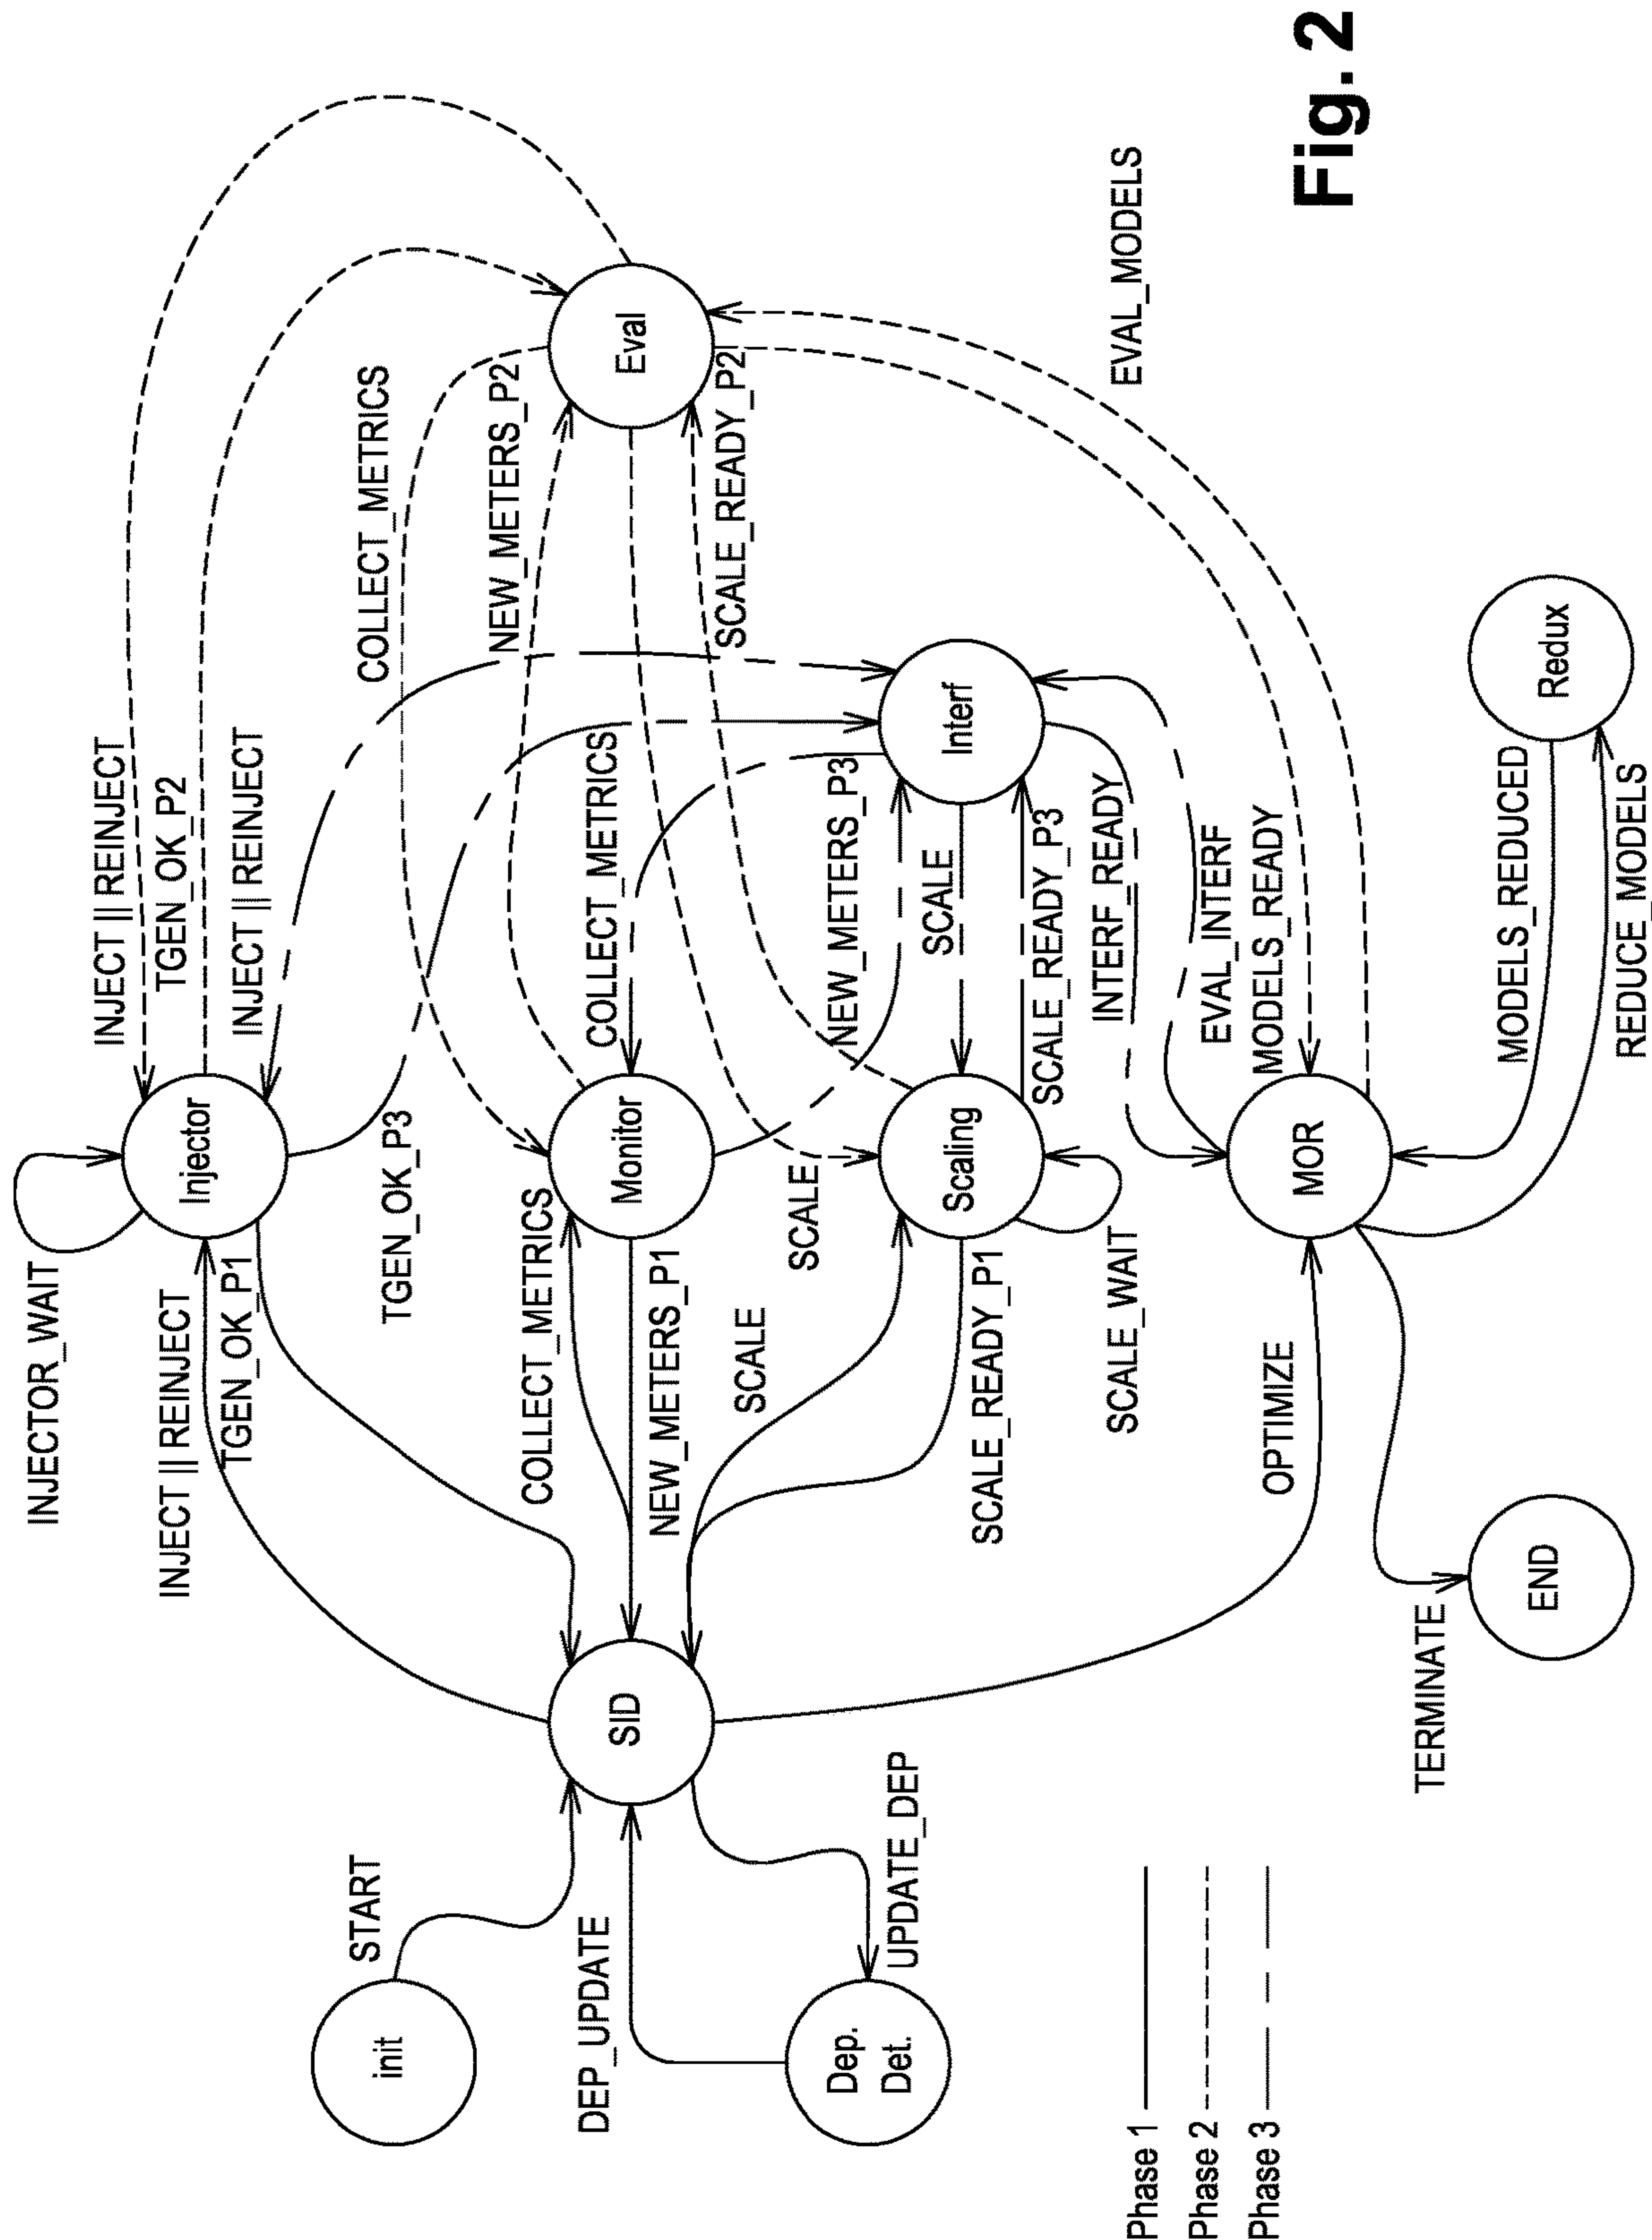 INJECTOR_WAIT
Injector
INJECT || REINJECT
TGEN_OK_P2
INJECT || REINJECT
INJECT || REINJECT
TGEN_OK_P1
TGEN_OK_P3
COLLECT_METRICS
NEW_METERS_P2
START
init
COLLECT_METRICS
COLLECT_METRICS
Monitor
Eval
SID
DEP_UPDATE
NEW_METERS_P1
SCALE_READY_P2
SCALE
SCALE
NEW_METERS_P3
Dep.
Det.
UPDATE_DEP
SCALE
Scaling
Interf
SCALE_READY_P1
SCALE_READY_P3
SCALE_WAIT
INTERF_READY
EVAL_MODELS
Phase 1
Phase 2
Phase 3
EVAL_INTERF
MODELS_READY
OPTIMIZE
MOR
TERMINATE
MODELS_REDUCED
END
Redux
REDUCE_MODELS
Fig. 2